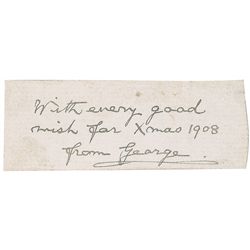 With every good
wish for Xmas 1908
from George.